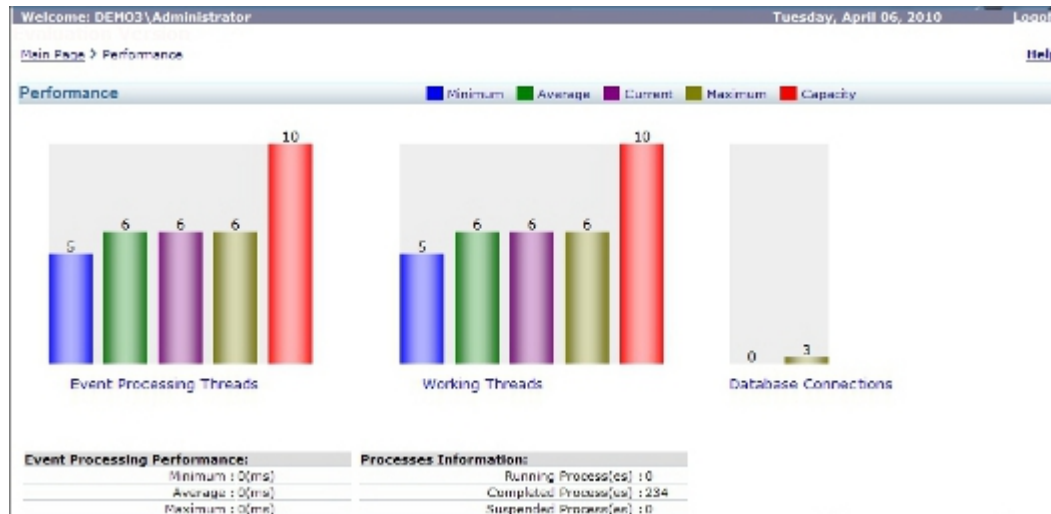 Welcome: DEMO3\Administrator Tuesday, April 06, 2010
Main Page > Performance Help
Performance Minimum Average Current Maximum Capacity
5 6 6 6 10
5 6 6 6 10
0 3
Event Processing Threads Working Threads Database Connections
Event Processing Performance: Processes Information:
Minimum : 0(ms) Running Process(es) : 0
Average : 0(ms) Completed Process(es) : 234
Maximum : 0(ms) Suspended Process(es) : 0